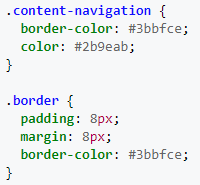 .content-navigation {
  border-color: #3bbfce;
  color: #2b9eab;
}

.border {
  padding: 8px;
  margin: 8px;
  border-color: #3bbfce;
}